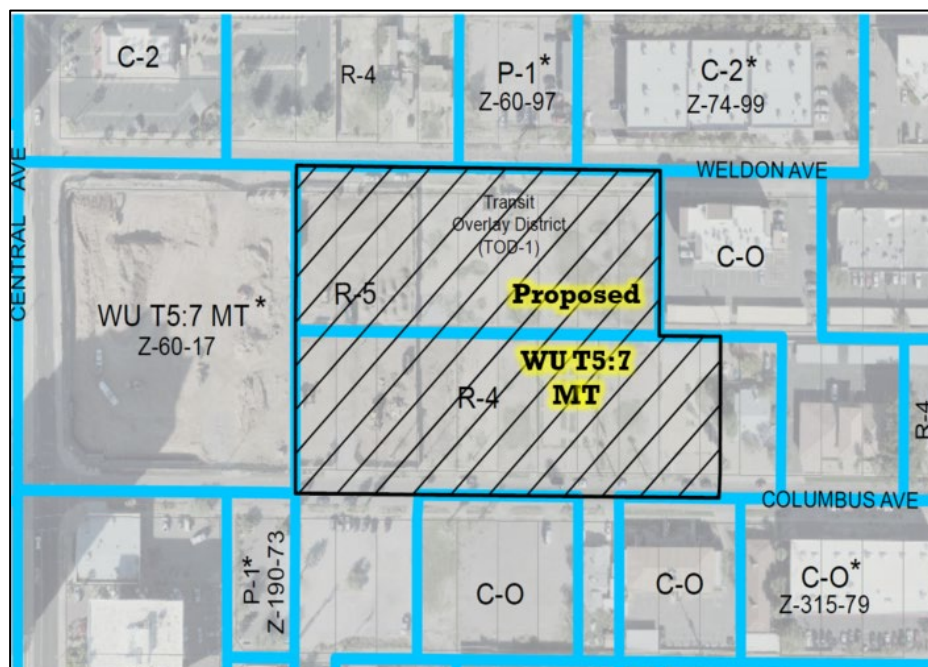 C-2
R-4
P-1*
Z-60-97
C-2*
Z-74-99
CENTRAL AVE
WELDON AVE
Transit
Overlay District
(TOD-1)
C-O
R-5
Proposed
WU T5:7 MT*
Z-60-17
WU T5:7
MT
R-4
R-4
COLUMBUS AVE
P-1*
Z-190-73
C-O
C-O
C-O*
Z-315-79